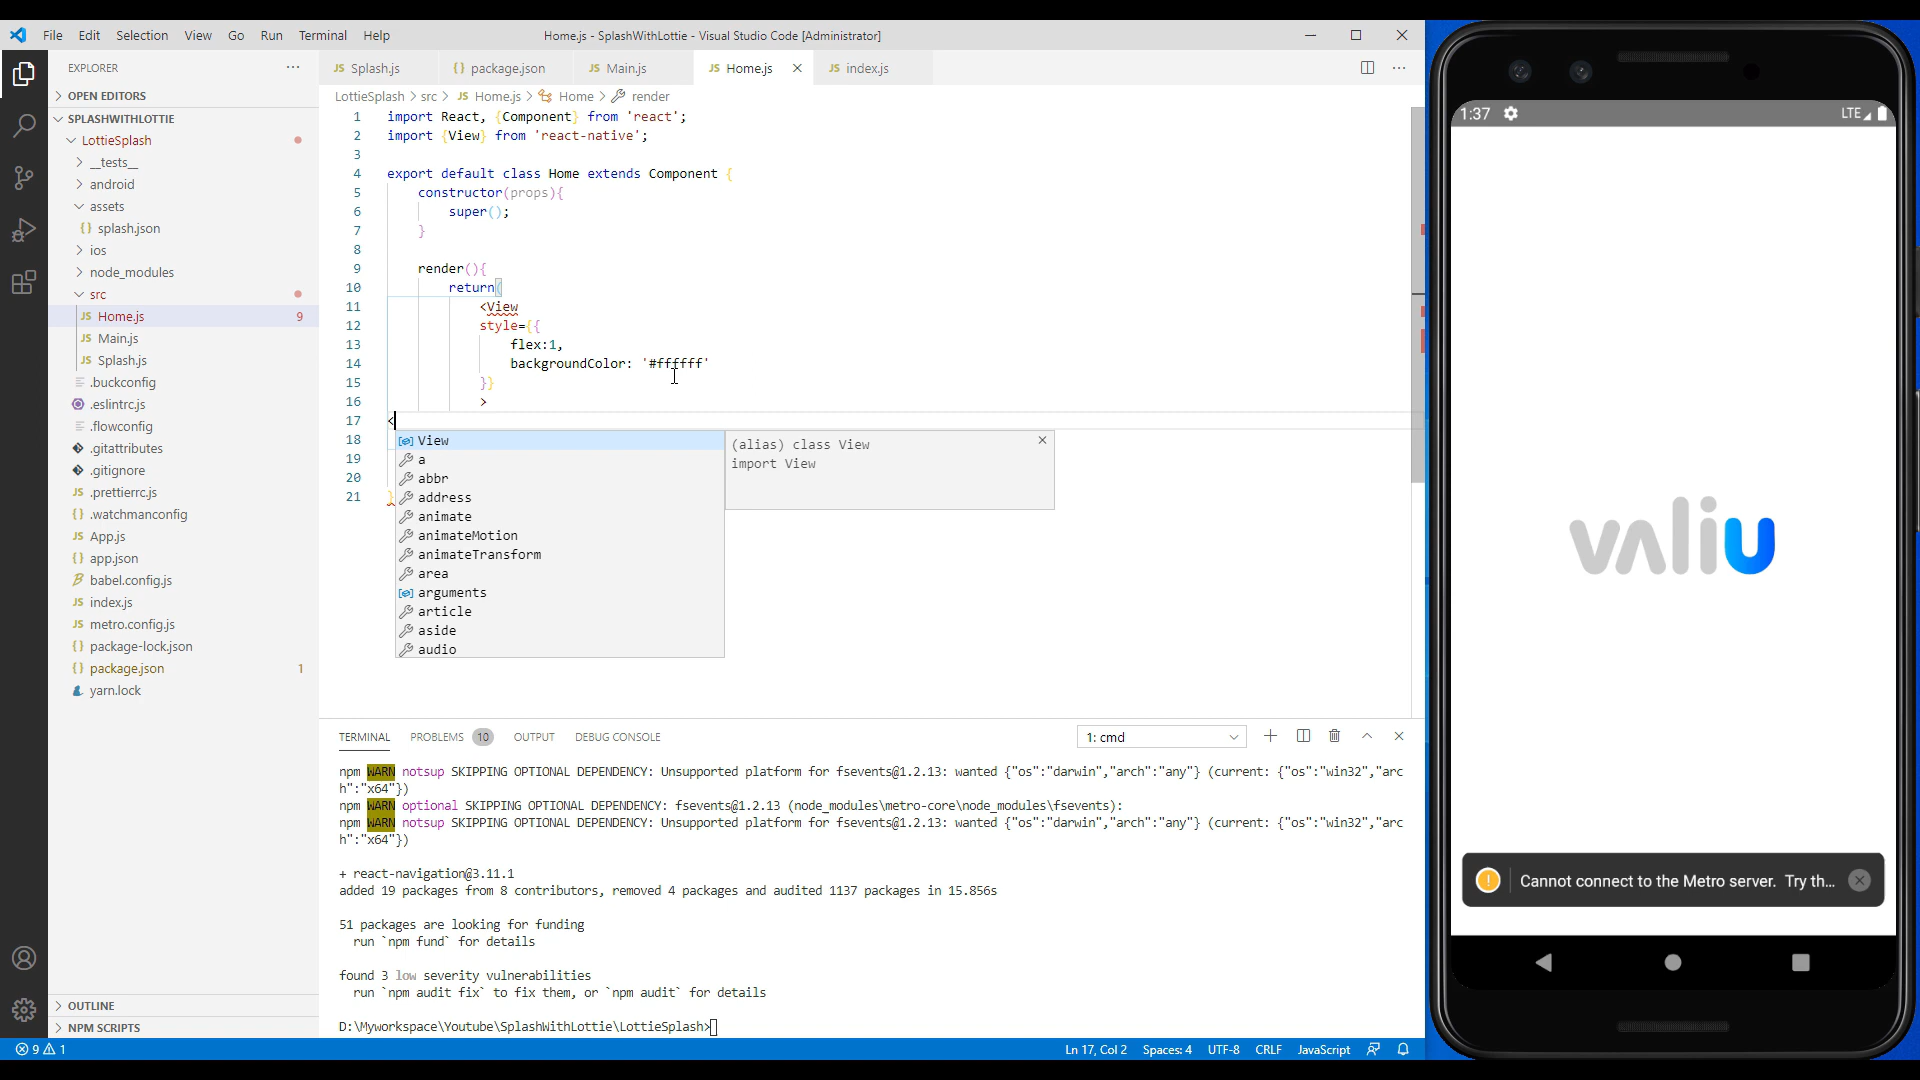 File Edit Selection View Go Run Terminal Help
Home.js - SplashWithLottie - Visual Studio Code [Administrator]
EXPLORER
OPEN EDITORS
SPLASHWITHLOTTIE
LottieSplash
__tests__
android
assets
{} splash.json
ios
node_modules
src
JS Home.js 9
JS Main.js
JS Splash.js
.buckconfig
.eslintrc.js
.flowconfig
.gitattributes
.gitignore
JS .prettierrc.js
{} .watchmanconfig
JS App.js
{} app.json
babel.config.js
JS index.js
JS metro.config.js
{} package-lock.json
{} package.json 1
yarn.lock
OUTLINE
NPM SCRIPTS
JS Splash.js {} package.json JS Main.js JS Home.js JS index.js
LottieSplash > src > JS Home.js > Home > render
1 import React, {Component} from 'react';
2 import {View} from 'react-native';
3
4 export default class Home extends Component {
5 constructor(props){
6 super();
7 }
8
9 render(){
10 return(
11 <View
12 style={{
13 flex:1,
14 backgroundColor: '#ffffff'
15 }}
16 >
17 <
18
19
20
21 }
View
a
abbr
address
animate
animateMotion
animateTransform
area
arguments
article
aside
audio
(alias) class View
import View
TERMINAL PROBLEMS 10 OUTPUT DEBUG CONSOLE 1: cmd
npm WARN notsup SKIPPING OPTIONAL DEPENDENCY: Unsupported platform for fsevents@1.2.13: wanted {"os":"darwin","arch":"any"} (current: {"os":"win32","arc
h":"x64"})
npm WARN optional SKIPPING OPTIONAL DEPENDENCY: fsevents@1.2.13 (node_modules\metro-core\node_modules\fsevents):
npm WARN notsup SKIPPING OPTIONAL DEPENDENCY: Unsupported platform for fsevents@1.2.13: wanted {"os":"darwin","arch":"any"} (current: {"os":"win32","arc
h":"x64"})
+ react-navigation@3.11.1
added 19 packages from 8 contributors, removed 4 packages and audited 1137 packages in 15.856s
51 packages are looking for funding
run `npm fund` for details
found 3 low severity vulnerabilities
run `npm audit fix` to fix them, or `npm audit` for details
D:\Myworkspace\Youtube\SplashWithLottie\LottieSplash>
9 1
Ln 17, Col 2 Spaces: 4 UTF-8 CRLF JavaScript
1:37 LTE
valiu
Cannot connect to the Metro server. Try th...